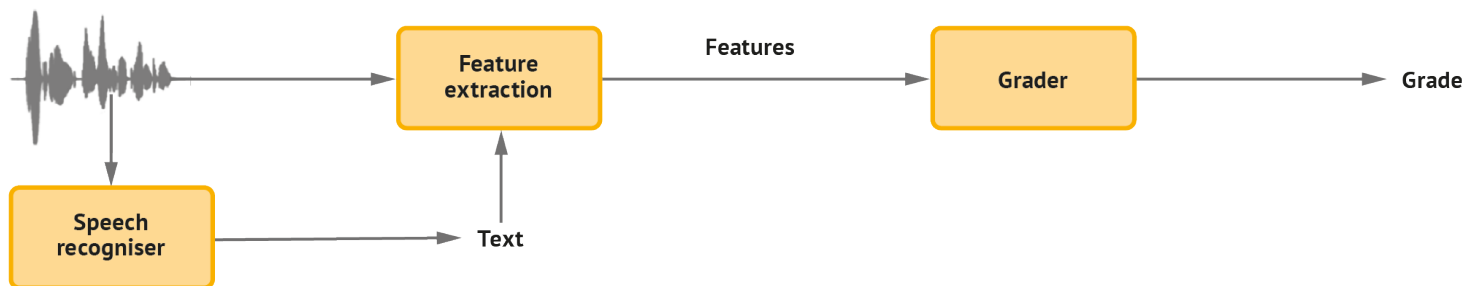 Feature
extraction
Features
Grader
Grade
Speech
recogniser
Text